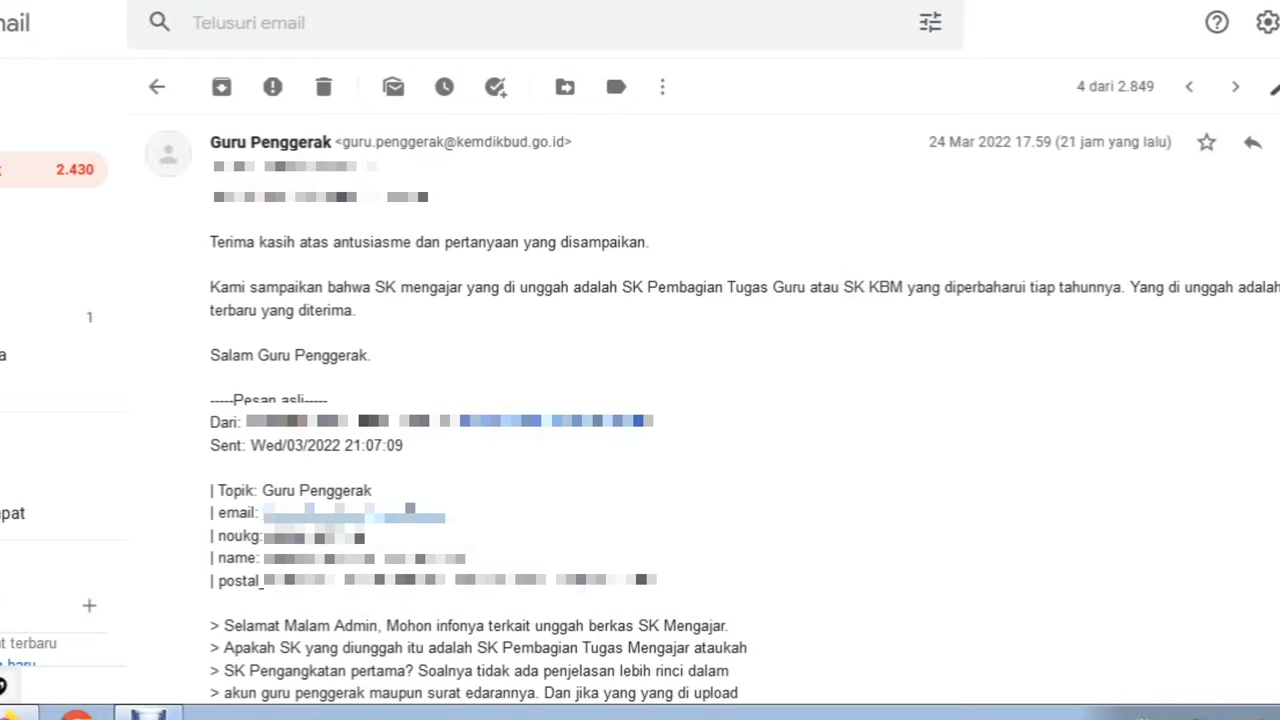 Telusuri email
4 dari 2.849
Guru Penggerak <guru.penggerak@kemdikbud.go.id>
24 Mar 2022 17.59 (21 jam yang lalu)
2.430
Terima kasih atas antusiasme dan pertanyaan yang disampaikan.
Kami sampaikan bahwa SK mengajar yang di unggah adalah SK Pembagian Tugas Guru atau SK KBM yang diperbaharui tiap tahunnya. Yang di unggah adalah
terbaru yang diterima.
1
Salam Guru Penggerak.
-----Pesan asli-----
Dari:
Sent: Wed/03/2022 21:07:09
| Topik: Guru Penggerak
| email:
| noukg:
| name:
| postal_
> Selamat Malam Admin, Mohon infonya terkait unggah berkas SK Mengajar.
> Apakah SK yang diunggah itu adalah SK Pembagian Tugas Mengajar ataukah
> SK Pengangkatan pertama? Soalnya tidak ada penjelasan lebih rinci dalam
> akun guru penggerak maupun surat edarannya. Dan jika yang yang di upload
terbaru